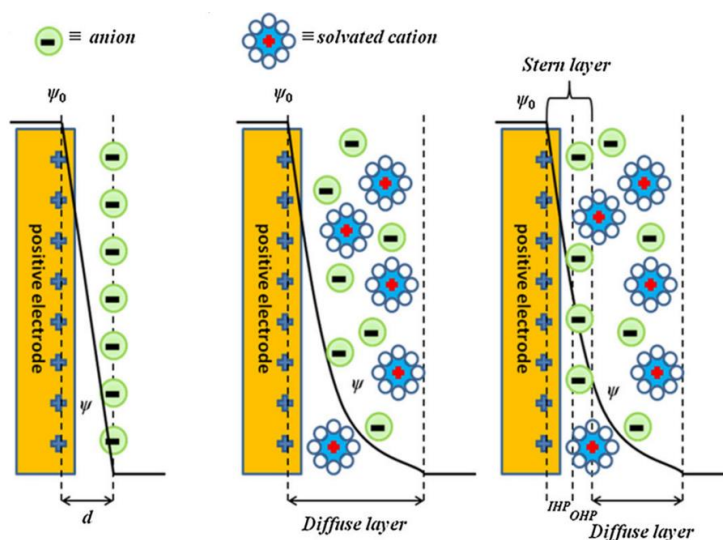 ≡ anion
≡ solvated cation
Stern layer
ψ0
ψ0
ψ0
positive electrode
positive electrode
positive electrode
ψ
ψ
ψ
d
Diffuse layer
IHP OHP
Diffuse layer